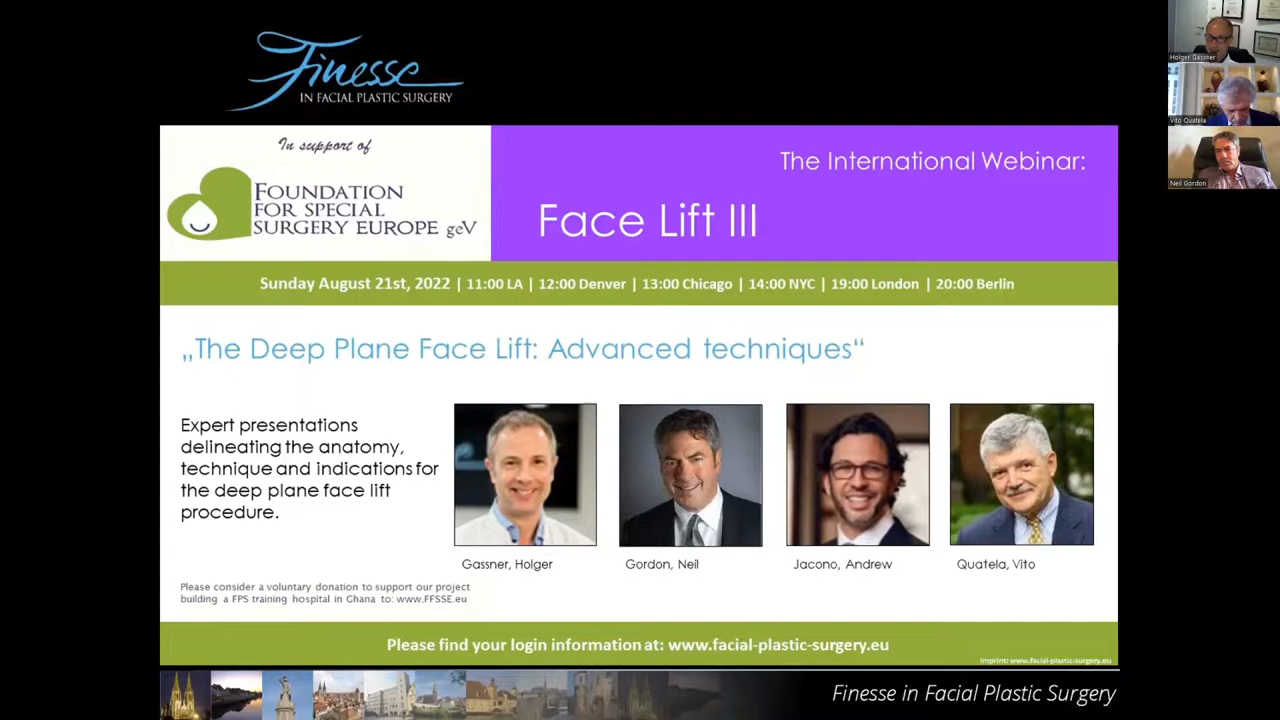 Finesse
IN FACIAL PLASTIC SURGERY
In support of
FOUNDATION
FOR SPECIAL
SURGERY EUROPE geV
The International Webinar:
Face Lift III
Sunday August 21st, 2022 | 11:00 LA | 12:00 Denver | 13:00 Chicago | 14:00 NYC | 19:00 London | 20:00 Berlin
„The Deep Plane Face Lift: Advanced techniques“
Expert presentations
delineating the anatomy,
technique and indications for
the deep plane face lift
procedure.
Gassner, Holger
Gordon, Neil
Jacono, Andrew
Quatela, Vito
Please consider a voluntary donation to support our project
building a FPS training hospital in Ghana to: www.FFSSE.eu
Please find your login information at: www.facial-plastic-surgery.eu
Imprint: www.facial-plastic-surgery.eu
Finesse in Facial Plastic Surgery
Holger Gassner
Vito Quatela
Neil Gordon